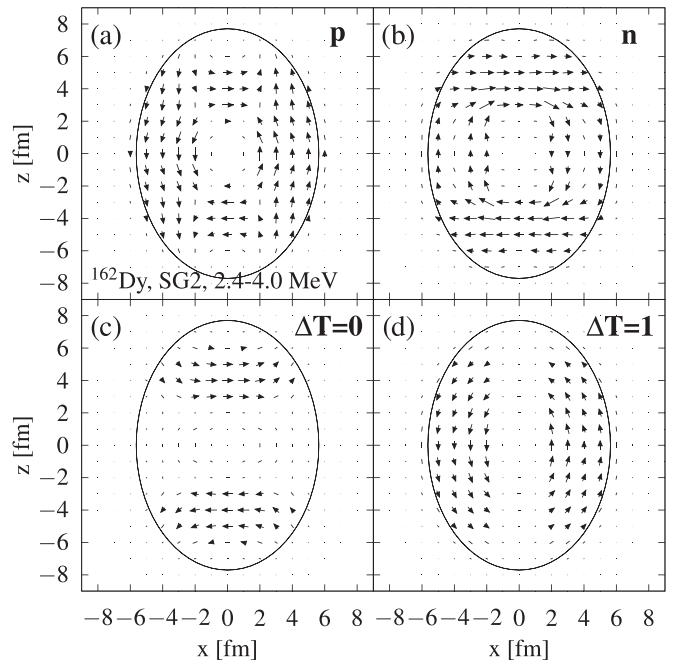 (a) p (b) n
8
6
4
2
0
−2
−4
−6
−8
z [fm]
¹⁶²Dy, SG2, 2.4-4.0 MeV
(c) ΔT=0 (d) ΔT=1
8
6
4
2
0
−2
−4
−6
−8
z [fm]
−8 −6 −4 −2 0 2 4 6 8 −8 −6 −4 −2 0 2 4 6 8
x [fm] x [fm]